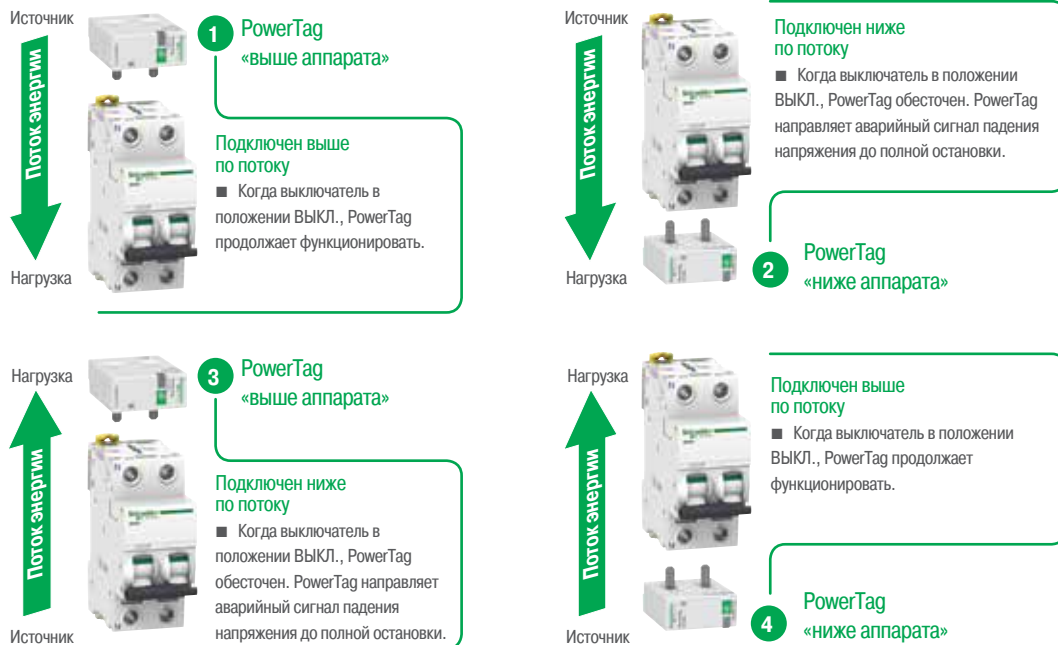 Источник
Поток энергии
Нагрузка
1
PowerTag
«выше аппарата»
Подключен выше
по потоку
■ Когда выключатель в
положении ВЫКЛ., PowerTag
продолжает функционировать.
Источник
Поток энергии
Нагрузка
Подключен ниже
по потоку
■ Когда выключатель в положении
ВЫКЛ., PowerTag обесточен. PowerTag
направляет аварийный сигнал падения
напряжения до полной остановки.
2
PowerTag
«ниже аппарата»
Нагрузка
Поток энергии
Источник
3
PowerTag
«выше аппарата»
Подключен ниже
по потоку
■ Когда выключатель в
положении ВЫКЛ., PowerTag
обесточен. PowerTag направляет
аварийный сигнал падения
напряжения до полной остановки.
Нагрузка
Поток энергии
Источник
Подключен выше
по потоку
■ Когда выключатель в положении
ВЫКЛ., PowerTag продолжает
функционировать.
4
PowerTag
«ниже аппарата»